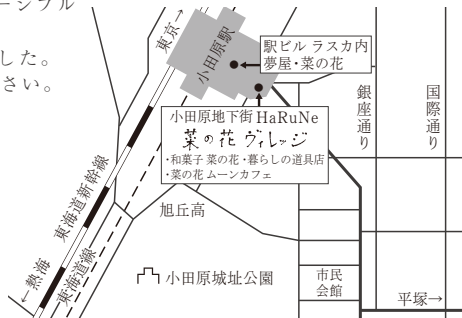 ージブル
した。
さい。
東京→
小田原駅
駅ビル ラスカ内
夢屋・菜の花
小田原地下街 HaRuNe
菜の花 ヴィレッジ
・和菓子 菜の花・暮らしの道具店
・菜の花 ムーンカフェ
銀座通り
国際通り
東海道新幹線
東海道線
←熱海
旭丘高
小田原城址公園
市民
会館
平塚→